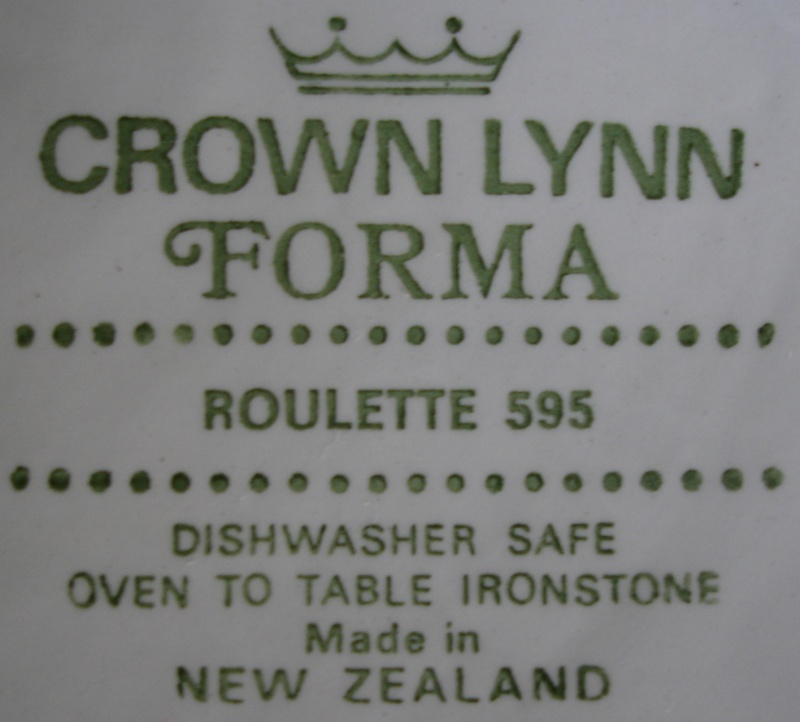 CROWN LYNN
FORMA
ROULETTE 595
DISHWASHER SAFE
OVEN TO TABLE IRONSTONE
Made in
NEW ZEALAND